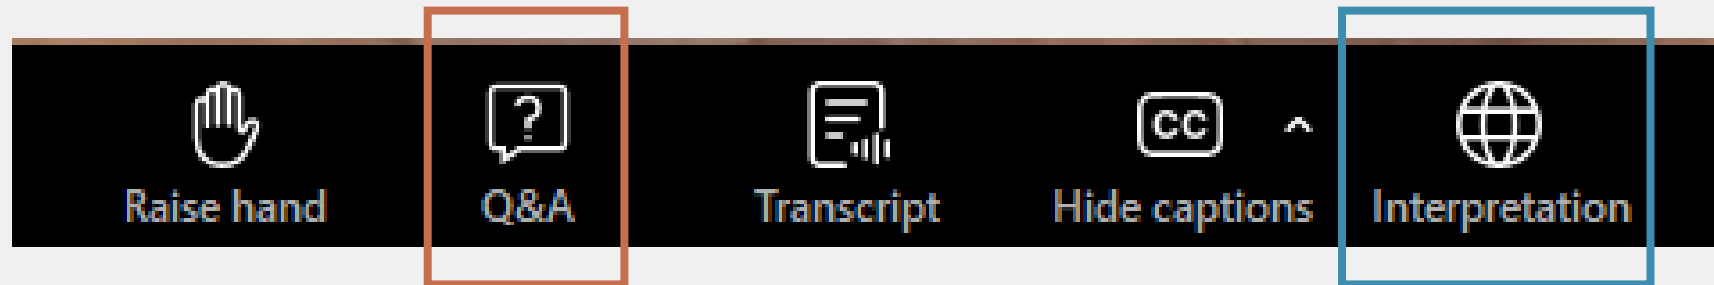 Raise hand
Q&A
Transcript
CC
Hide captions
Interpretation